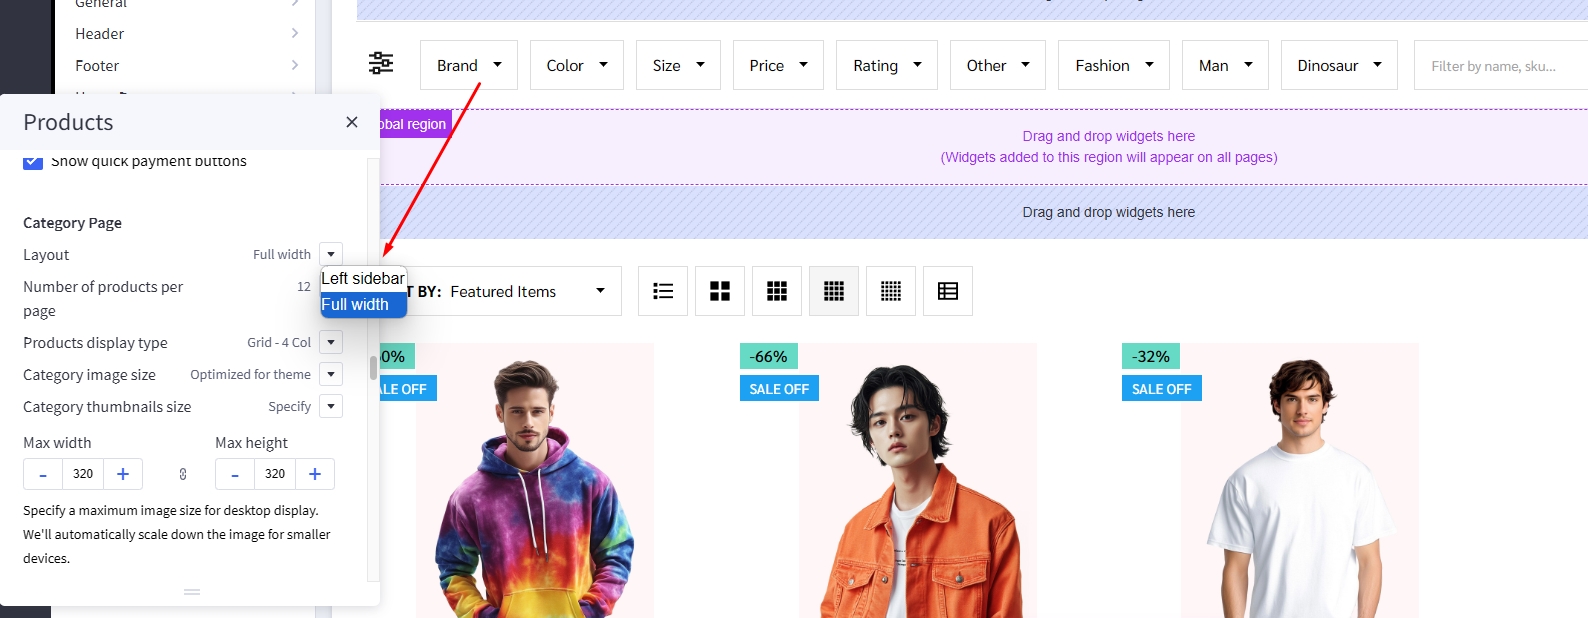 General
Header
Footer
Products
Show quick payment buttons
Category Page
Layout Full width
Left sidebar
Full width
Number of products per
page
12
Products display type Grid - 4 Col
Category image size Optimized for theme
Category thumbnails size Specify
Max width Max height
- 320 + - 320 +
Specify a maximum image size for desktop display.
We'll automatically scale down the image for smaller
devices.
Brand Color Size Price Rating Other Fashion Man Dinosaur Filter by name, sku...
obal region
Drag and drop widgets here
(Widgets added to this region will appear on all pages)
Drag and drop widgets here
T BY: Featured Items
0% -66% -32%
ALE OFF SALE OFF SALE OFF